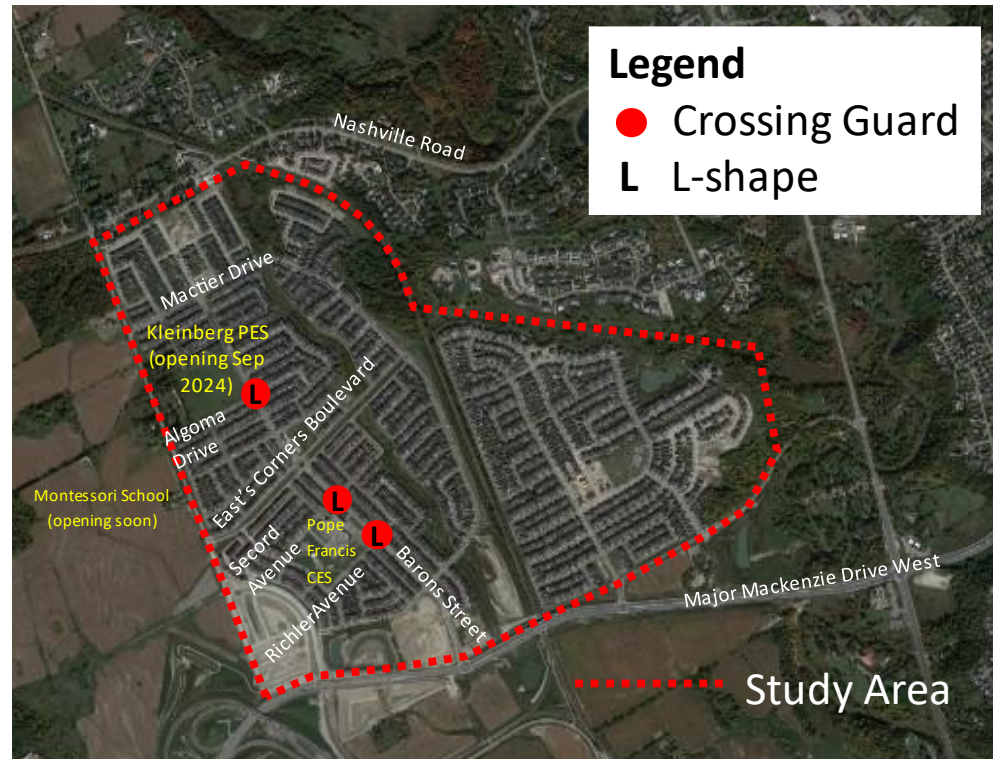 Legend
Crossing Guard
L L-shape
Nashville Road
Mactier Drive
Kleinberg PES
(opening Sep
2024)
L
Algoma
Drive
East's Corners Boulevard
Montessori School
(opening soon)
L
Pope
Francis
CES
L
Second
Avenue
Barons Street
RichlerAvenue
Major Mackenzie Drive West
Study Area